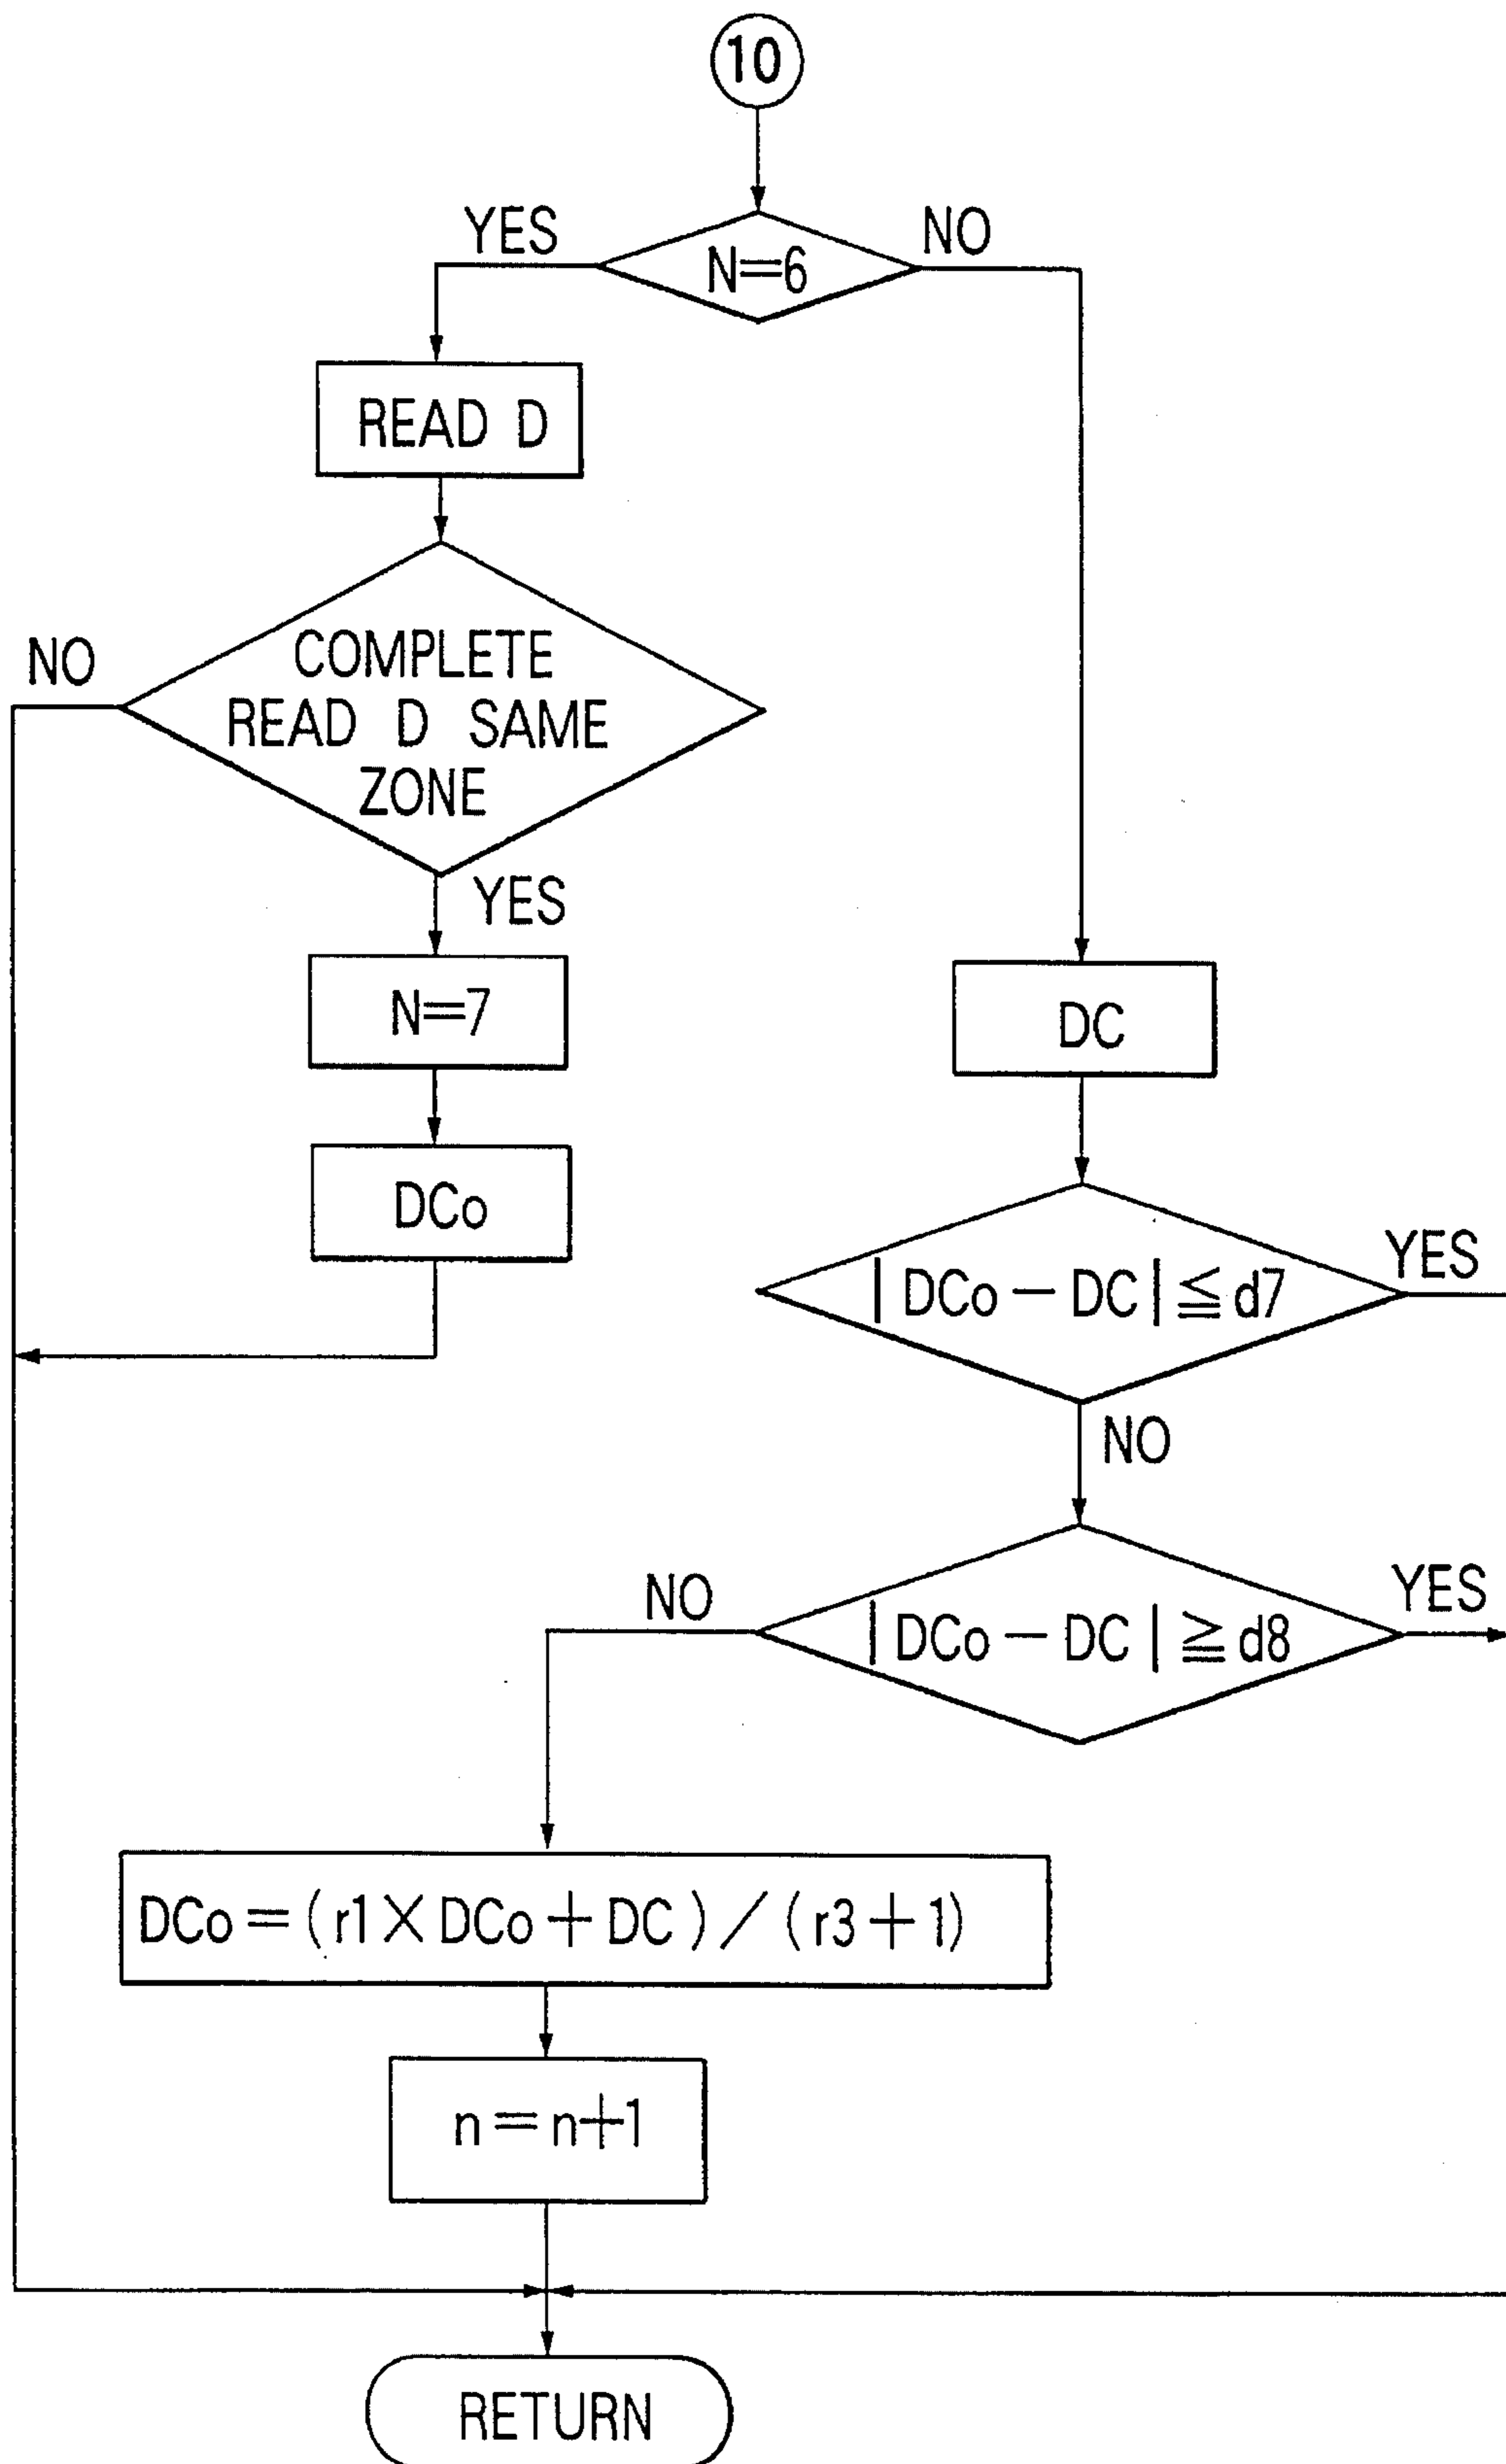 10
YES
NO
N=6
READ D
NO
COMPLETE
READ D SAME
ZONE
YES
N=7
DC
DCo
|DCo－DC|≦d7
YES
NO
NO
|DCo－DC|≧d8
YES
DCo＝(r1×DCo＋DC)／(r3＋1)
n＝n+1
RETURN